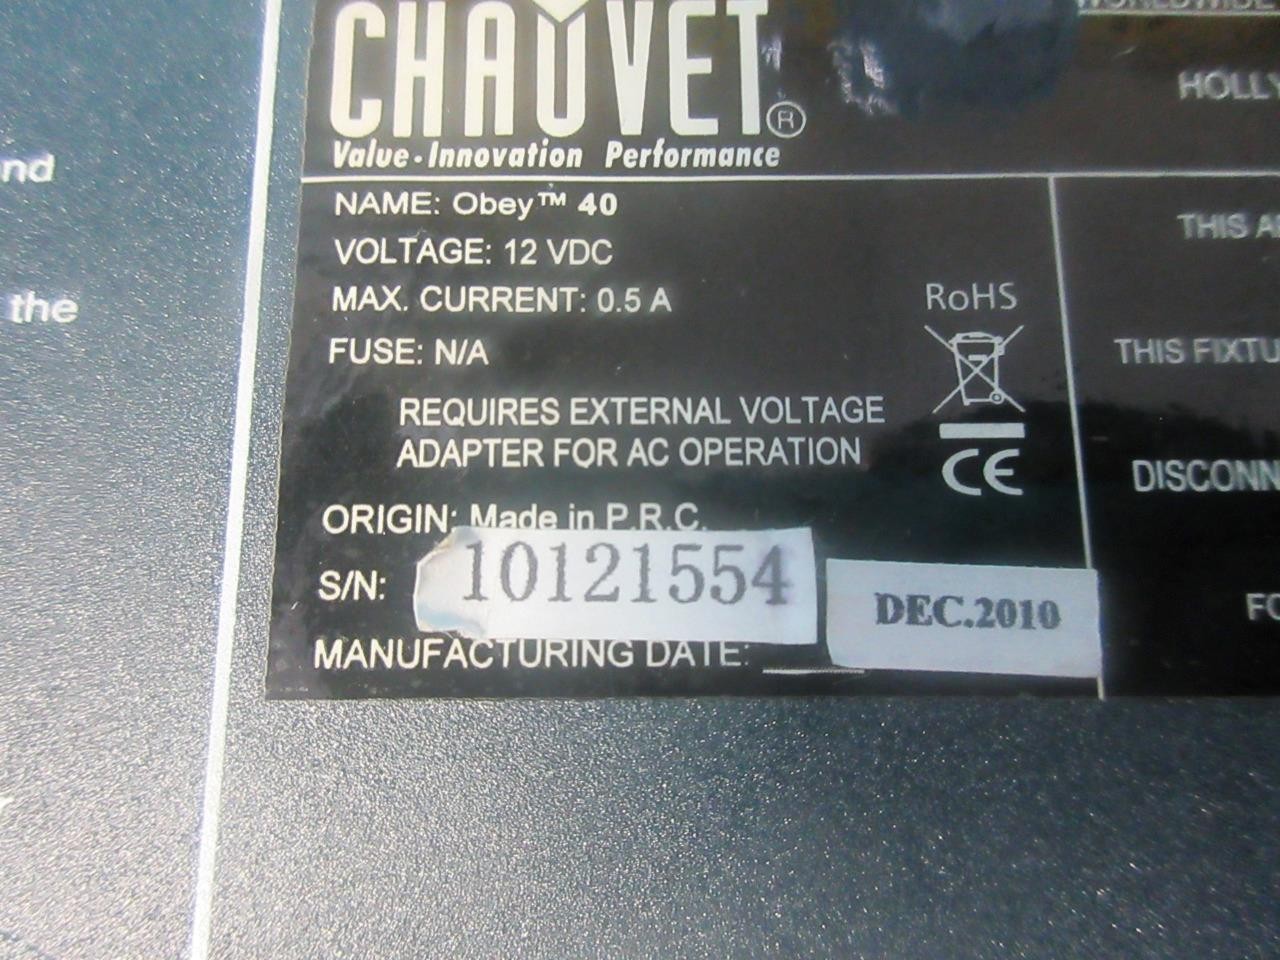 CHAUVET®
Value · Innovation Performance
NAME: Obey™ 40
VOLTAGE: 12 VDC
MAX. CURRENT: 0.5 A
FUSE: N/A
REQUIRES EXTERNAL VOLTAGE
ADAPTER FOR AC OPERATION
ORIGIN: Made in P.R.C.
S/N: 10121554
MANUFACTURING DATE: DEC.2010
RoHS
CE
WORLDWIDE
HOLLY
THIS A
THIS FIXTU
DISCONN
FO
nd
the